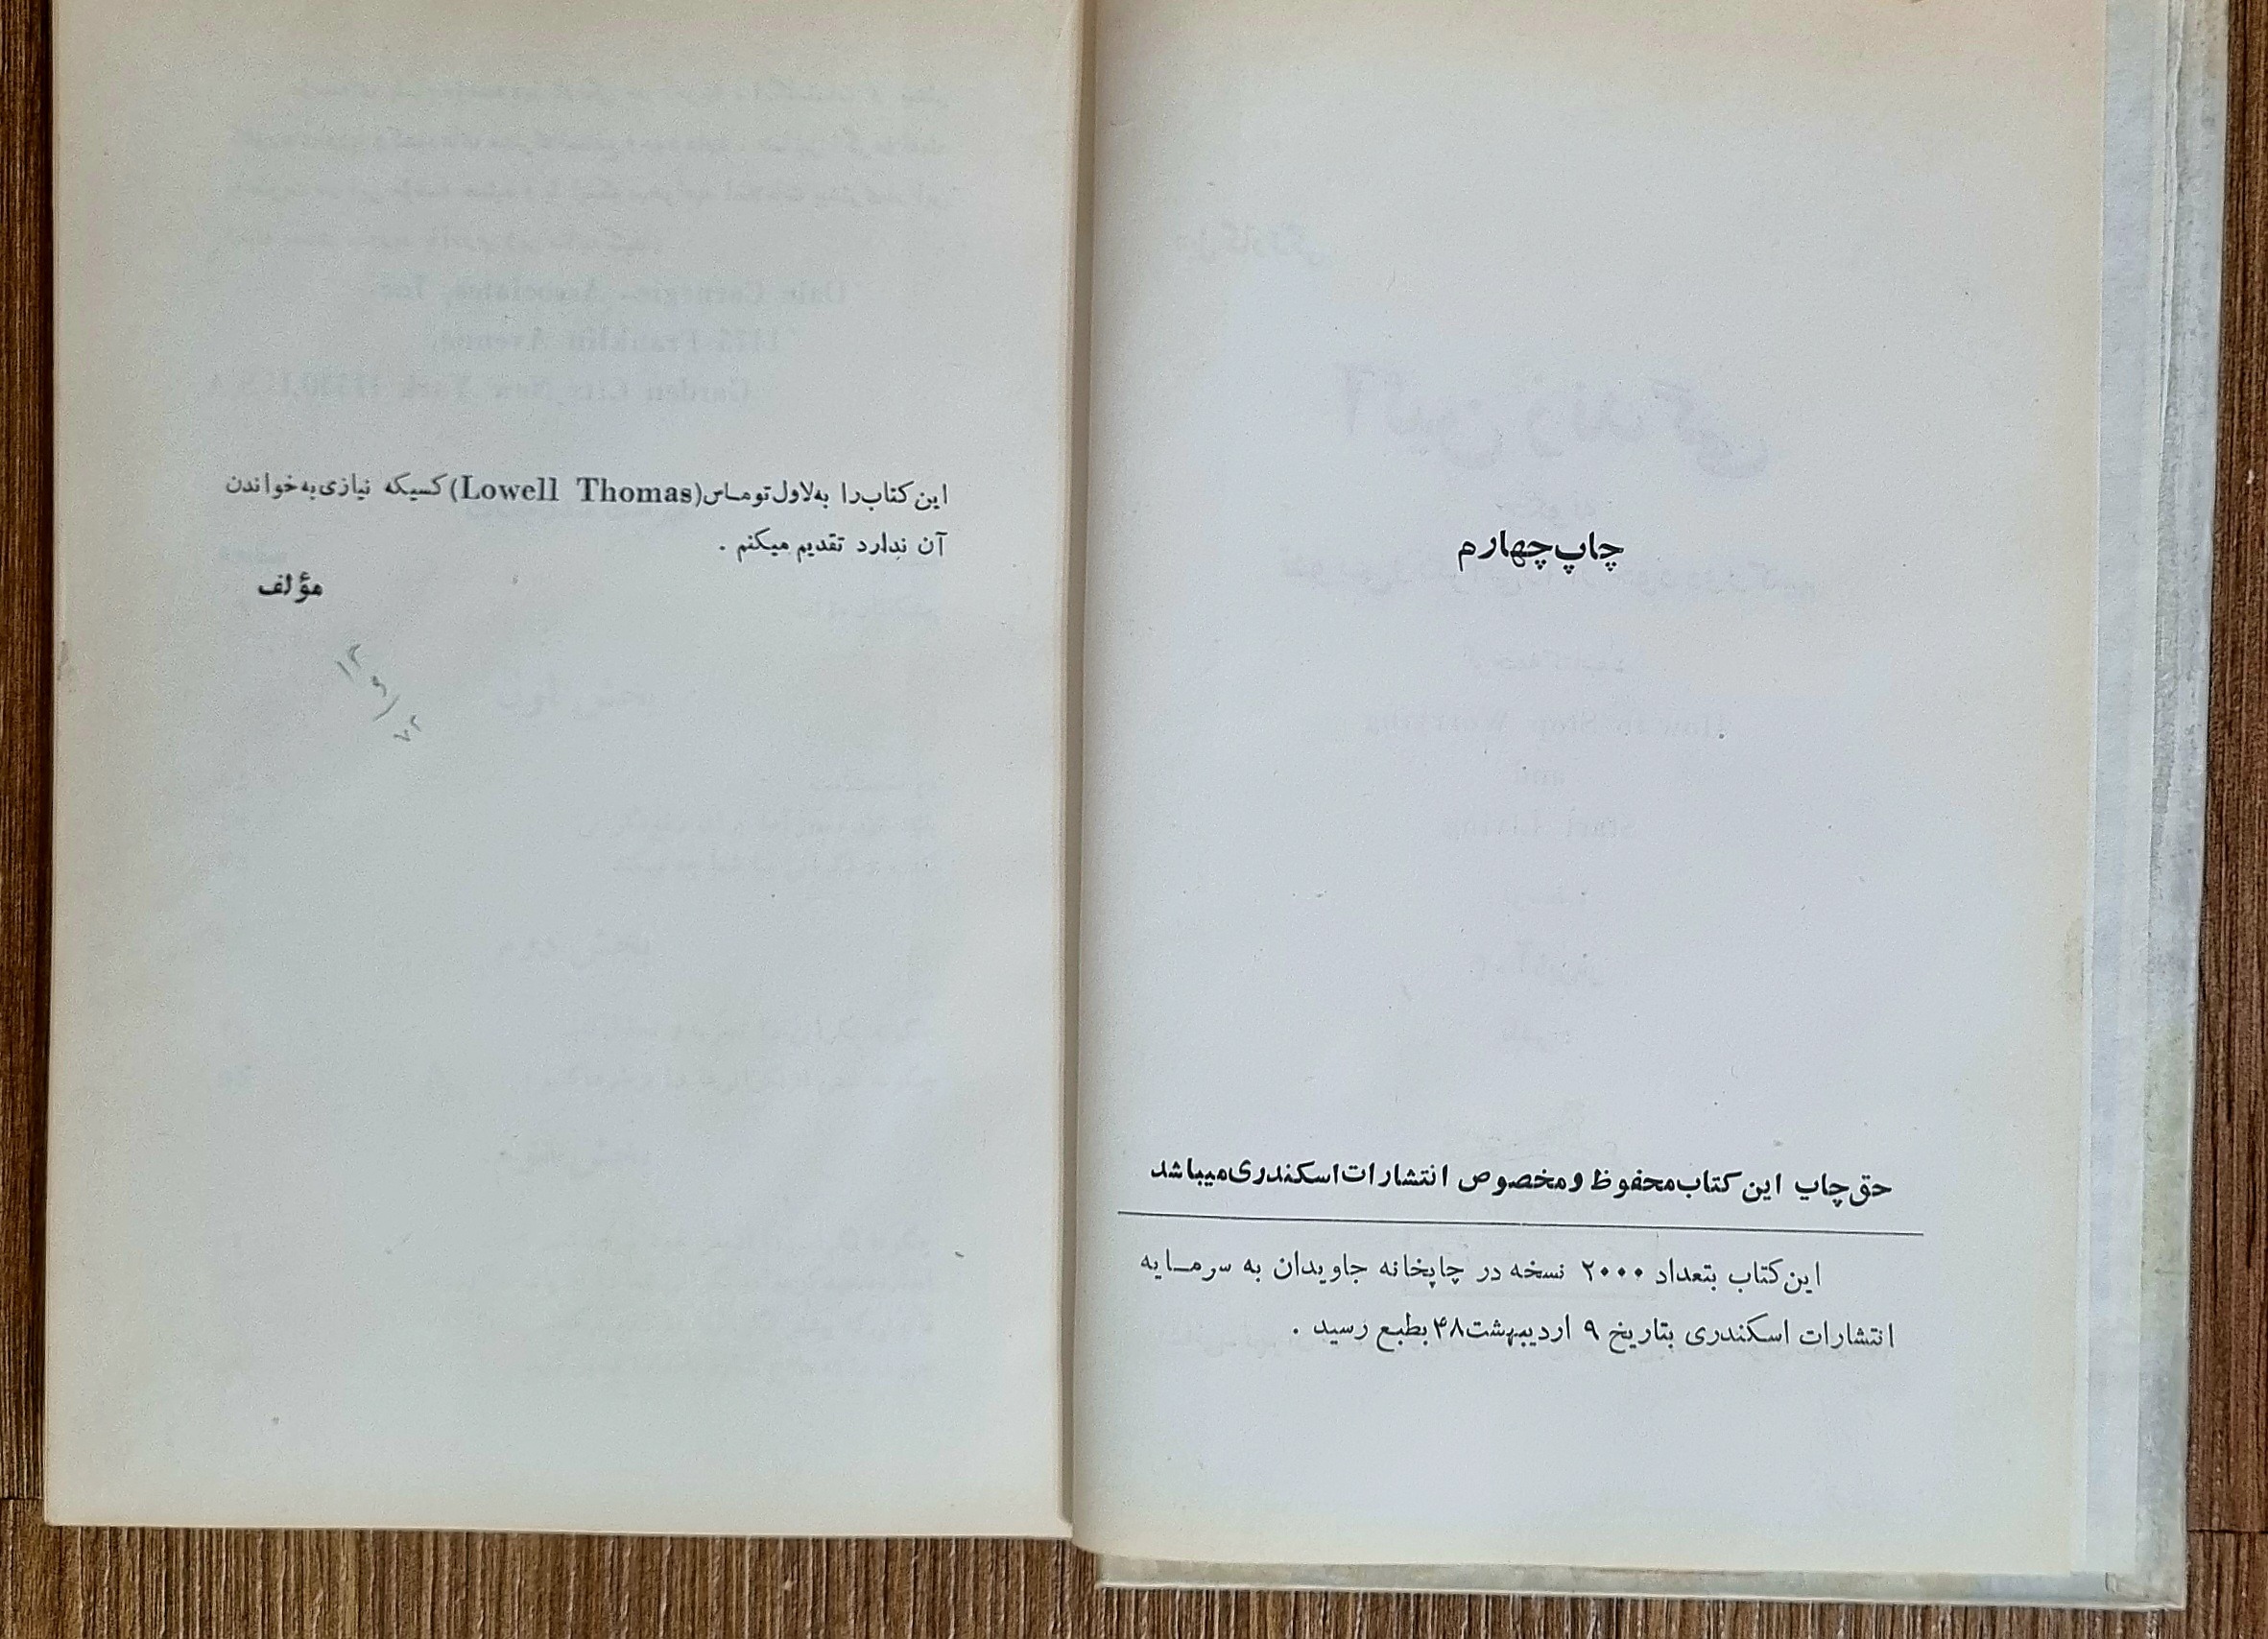 چاپ چهارم
حق چاپ این کتاب محفوظ و مخصوص انتشارات اسکندری میباشد
این کتاب بتعداد ۲۰۰۰ نسخه در چاپخانه جاویدان به سرمایه
انتشارات اسکندری بتاریخ ۹ اردیبهشت ۴۸ بطبع رسید .
این کتاب را به لاول توماس (Lowell Thomas) کسیکه نیازی به خواندن
آن ندارد تقدیم میکنم .
مؤلف